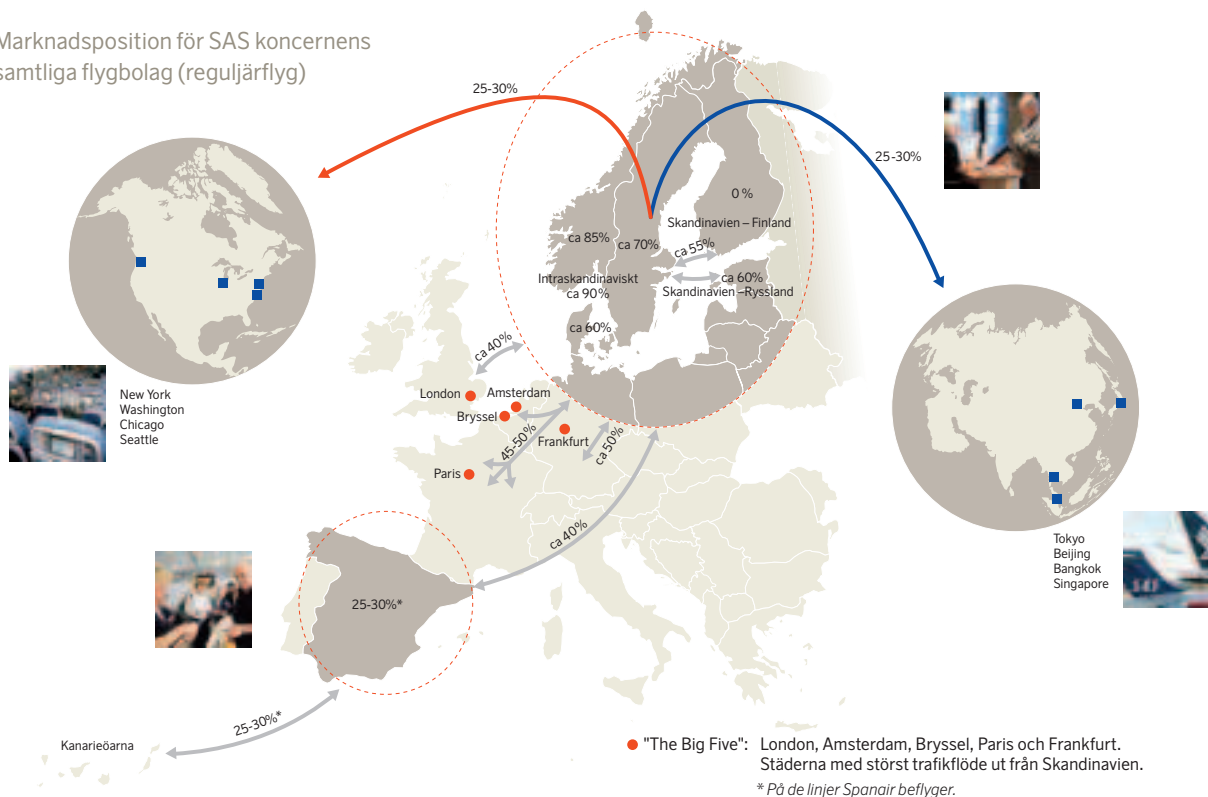 Marknadsposition för SAS koncernens
samtliga flygbolag (reguljärflyg)
25-30%
25-30%
0 %
Skandinavien – Finland
ca 85%
ca 70%
ca 55%
Intraskandinaviskt
ca 90%
ca 60%
Skandinavien –Ryssland
ca 60%
ca 40%
London
Amsterdam
Bryssel
Frankfurt
45-50%
ca 50%
Paris
New York
Washington
Chicago
Seattle
ca 40%
Tokyo
Beijing
Bangkok
Singapore
25-30%*
25-30%*
Kanarieöarna
"The Big Five": London, Amsterdam, Bryssel, Paris och Frankfurt.
Städerna med störst trafikflöde ut från Skandinavien.
* På de linjer Spanair beflyger.